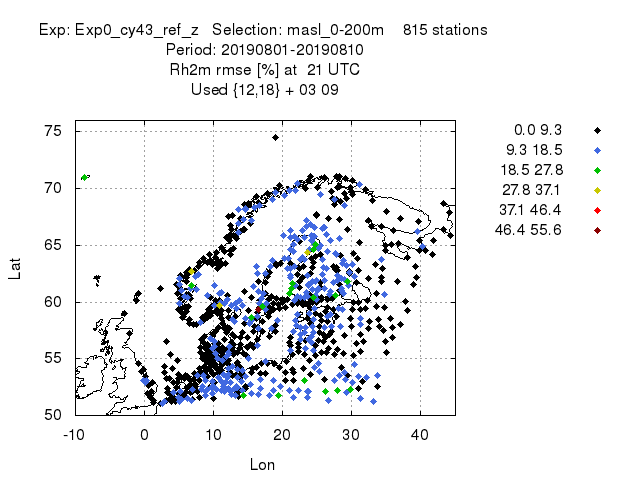 Exp: Exp0_cy43_ref_z Selection: masl_0-200m 815 stations
Period: 20190801-20190810
Rh2m rmse [%] at 21 UTC
Used {12,18} + 03 09
75
70
65
60
55
50
-10 0 10 20 30 40
Lat
Lon
0.0 9.3
9.3 18.5
18.5 27.8
27.8 37.1
37.1 46.4
46.4 55.6